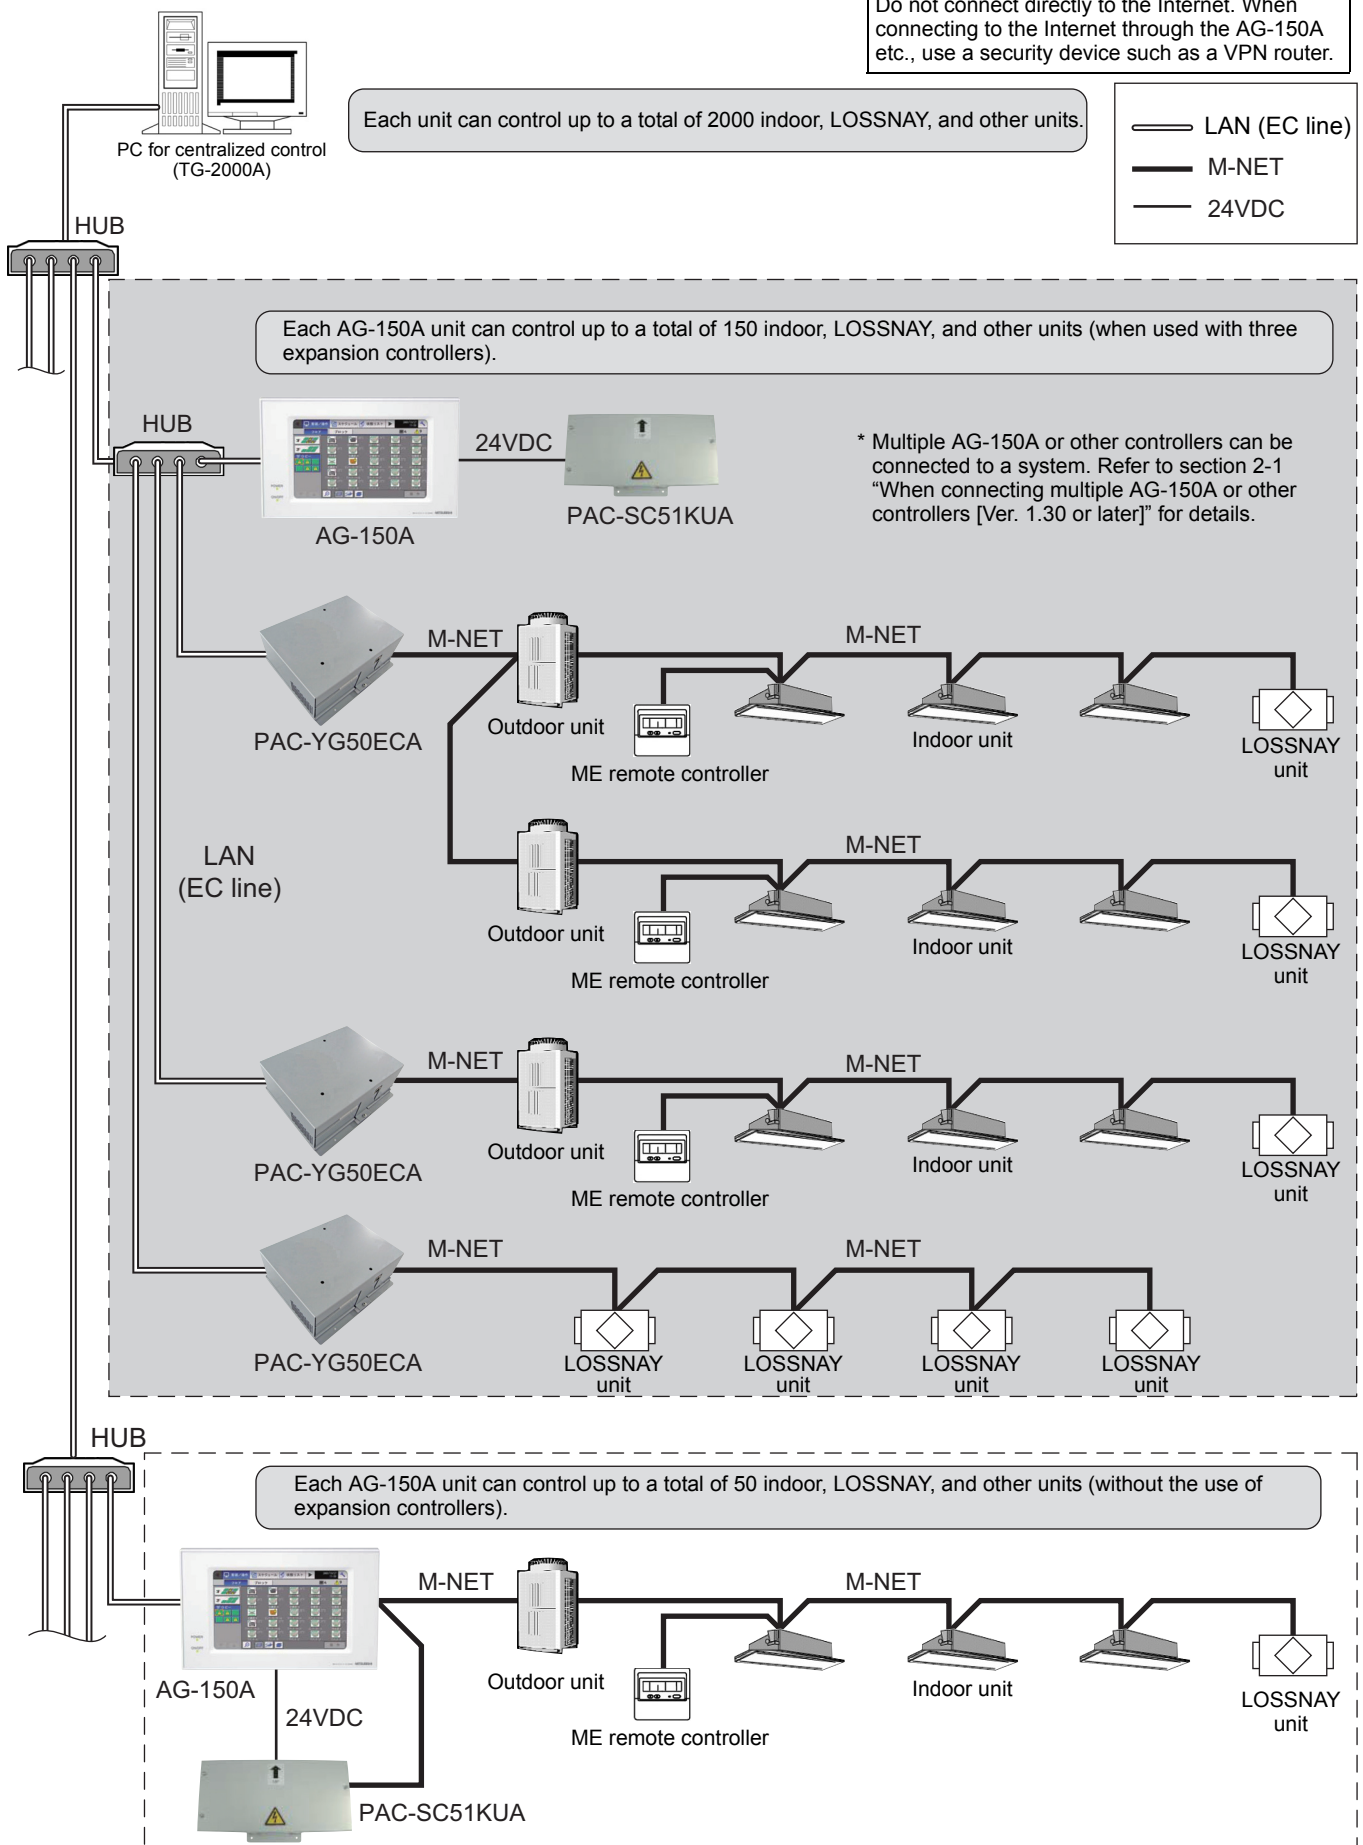 Do not connect directly to the Internet. When
connecting to the Internet through the AG-150A
etc., use a security device such as a VPN router.
PC for centralized control
(TG-2000A)
Each unit can control up to a total of 2000 indoor, LOSSNAY, and other units.
LAN (EC line)
M-NET
24VDC
HUB
Each AG-150A unit can control up to a total of 150 indoor, LOSSNAY, and other units (when used with three
expansion controllers).
HUB
24VDC
AG-150A
PAC-SC51KUA
* Multiple AG-150A or other controllers can be
connected to a system. Refer to section 2-1
“When connecting multiple AG-150A or other
controllers [Ver. 1.30 or later]” for details.
M-NET
M-NET
PAC-YG50ECA
Outdoor unit
ME remote controller
Indoor unit
LOSSNAY
unit
LAN
(EC line)
M-NET
Outdoor unit
ME remote controller
Indoor unit
LOSSNAY
unit
M-NET
M-NET
PAC-YG50ECA
Outdoor unit
ME remote controller
Indoor unit
LOSSNAY
unit
M-NET
M-NET
PAC-YG50ECA
LOSSNAY
unit
LOSSNAY
unit
LOSSNAY
unit
LOSSNAY
unit
HUB
Each AG-150A unit can control up to a total of 50 indoor, LOSSNAY, and other units (without the use of
expansion controllers).
M-NET
M-NET
AG-150A
Outdoor unit
ME remote controller
Indoor unit
LOSSNAY
unit
24VDC
PAC-SC51KUA